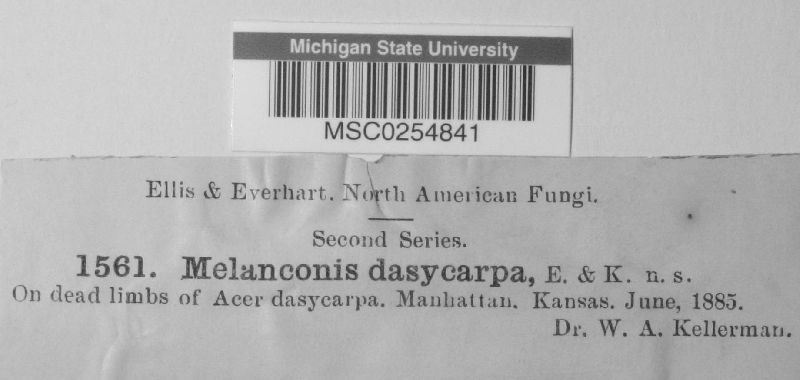 Michigan State University
MSC0254841
Ellis & Everhart. North American Fungi.
Second Series.
1561. Melanconis dasycarpa, E. & K. n. s.
On dead limbs of Acer dasycarpa. Manhattan. Kansas. June, 1885.
Dr. W. A. Kellerman.